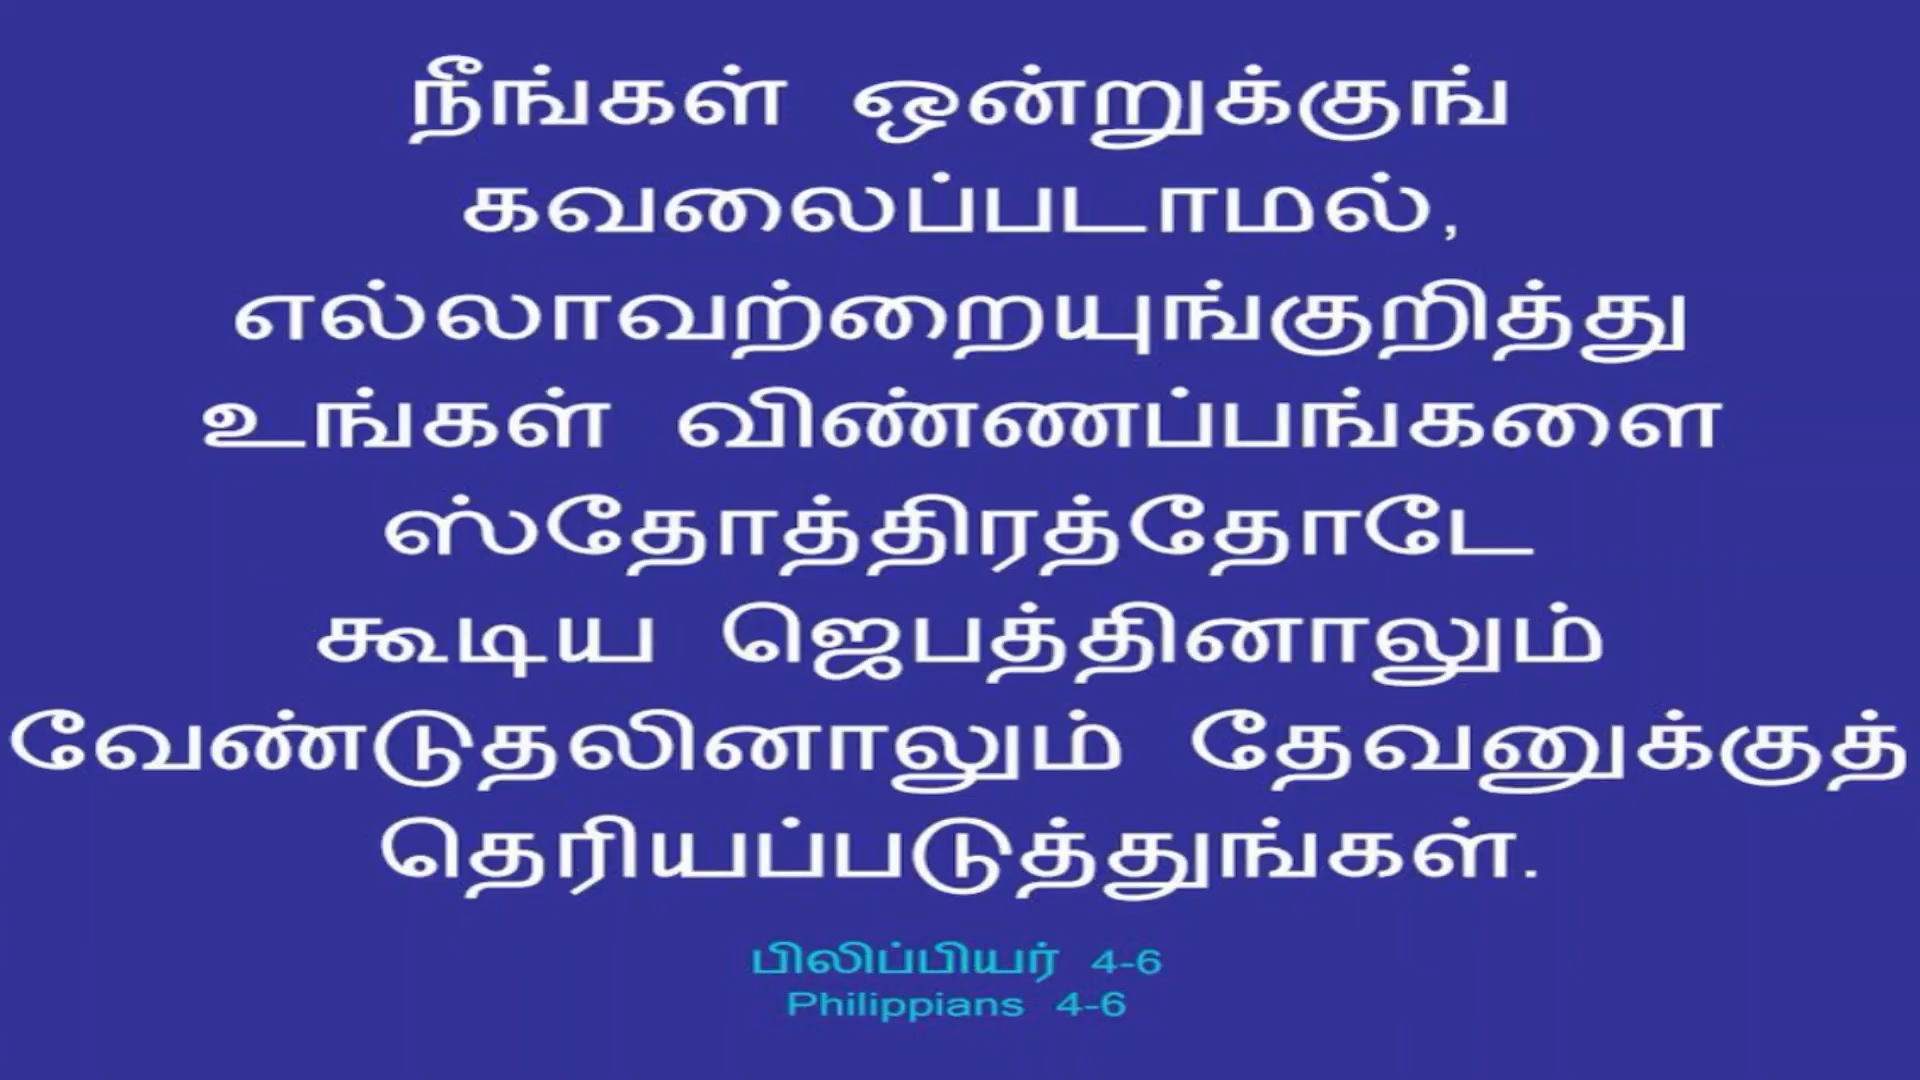 நீங்கள் ஒன்றுக்குங்
கவலைப்படாமல்,
எல்லாவற்றையுங்குறித்து
உங்கள் விண்ணப்பங்களை
ஸ்தோத்திரத்தோடே
கூடிய ஜெபத்தினாலும்
வேண்டுதலினாலும் தேவனுக்குத்
தெரியப்படுத்துங்கள்.
பிலிப்பியர் 4-6
Philippians 4-6